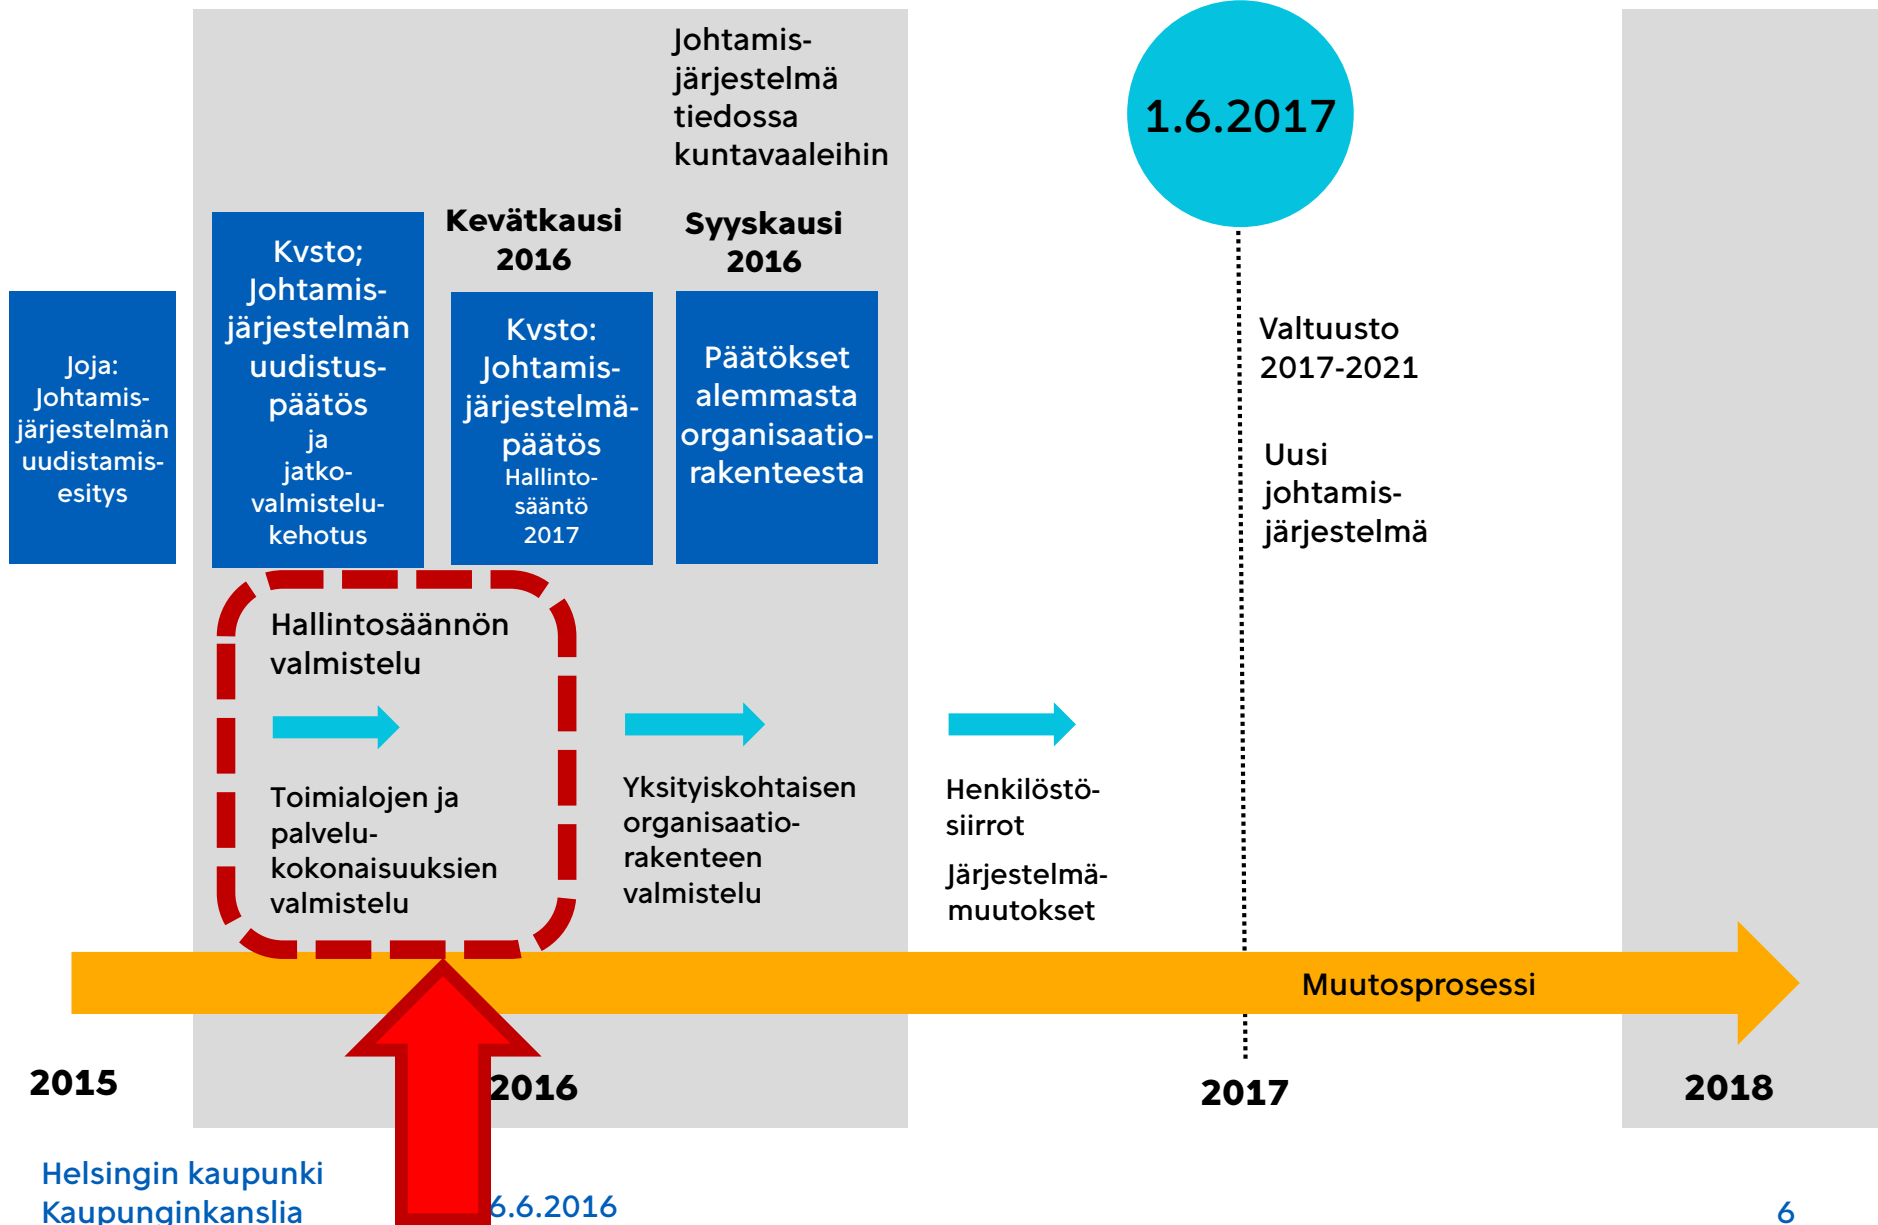 Johtamis-
järjestelmä
tiedossa
kuntavaaleihin
1.6.2017
Kevätkausi
2016
Syyskausi
2016
Joja:
Johtamis-
järjestelmän
uudistamis-
esitys
Kvsto;
Johtamis-
järjestelmän
uudistus-
päätös
ja
jatko-
valmistelu-
kehotus
Kvsto:
Johtamis-
järjestelmä-
päätös
Hallinto-
sääntö
2017
Päätökset
alemmasta
organisaatio-
rakenteesta
Valtuusto
2017-2021
Uusi
johtamis-
järjestelmä
Hallintosäännön
valmistelu
Toimialojen ja
palvelu-
kokonaisuuksien
valmistelu
Yksityiskohtaisen
organisaatio-
rakenteen
valmistelu
Henkilöstö-
siirrot
Järjestelmä-
muutokset
Muutosprosessi
2015
2016
2017
2018
Helsingin kaupunki
Kaupunginkanslia
6.6.2016
6